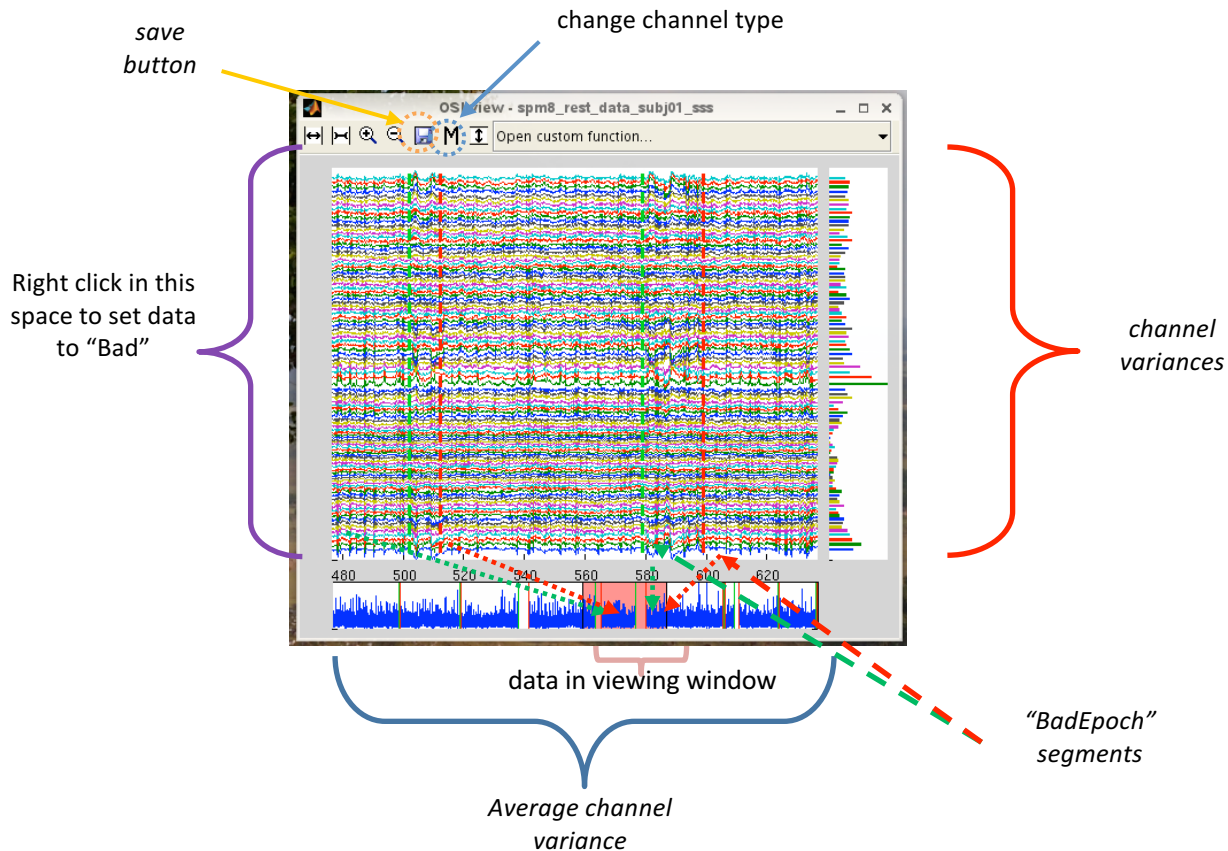 change channel type
save
button
OSLview - spm8_rest_data_subj01_sss
M
Open custom function...
Right click in this
space to set data
to “Bad”
channel
variances
480 500 520 540 560 580 600 620
data in viewing window
“BadEpoch”
segments
Average channel
variance